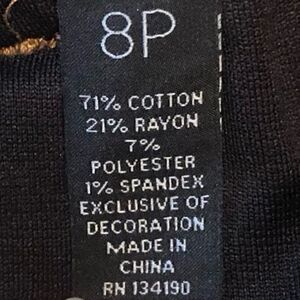 8P
71% COTTON
21% RAYON
7%
POLYESTER
1% SPANDEX
EXCLUSIVE OF
DECORATION
MADE IN
CHINA
RN 134190